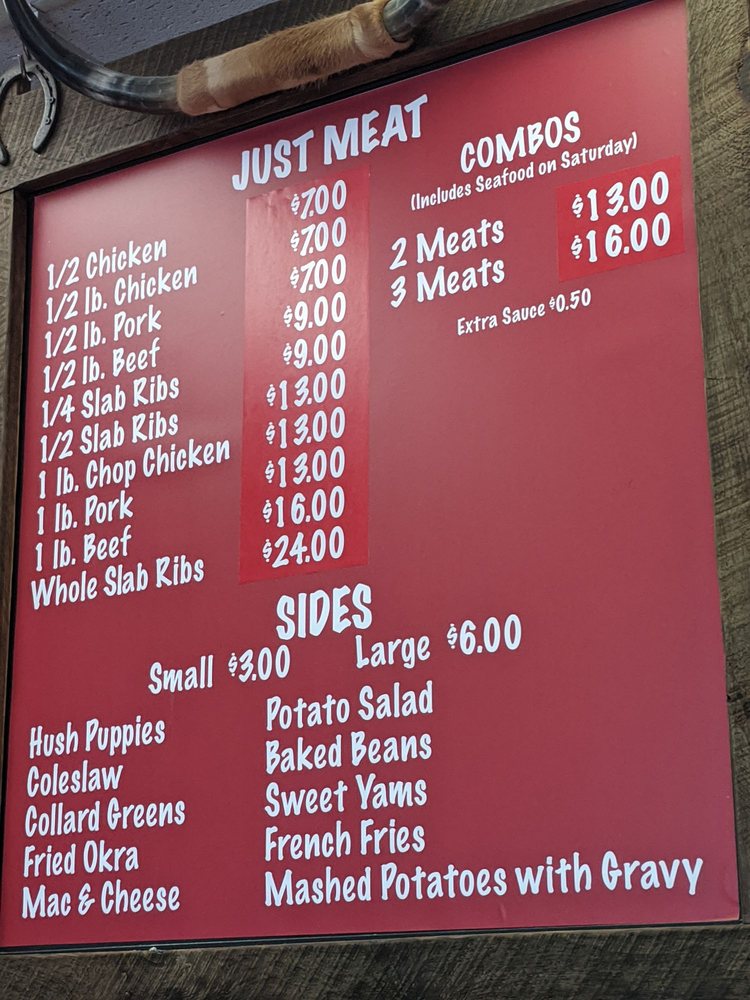 JUST MEAT
1/2 Chicken $7.00
1/2 lb. Chicken $7.00
1/2 lb. Pork $7.00
1/2 lb. Beef $9.00
1/4 Slab Ribs $9.00
1/2 Slab Ribs $13.00
1 lb. Chop Chicken $13.00
1 lb. Pork $13.00
1 lb. Beef $16.00
Whole Slab Ribs $24.00
COMBOS
(Includes Seafood on Saturday)
2 Meats $13.00
3 Meats $16.00
Extra Sauce $0.50
SIDES
Small $3.00 Large $6.00
Hush Puppies
Coleslaw
Collard Greens
Fried Okra
Mac & Cheese
Potato Salad
Baked Beans
Sweet Yams
French Fries
Mashed Potatoes with Gravy